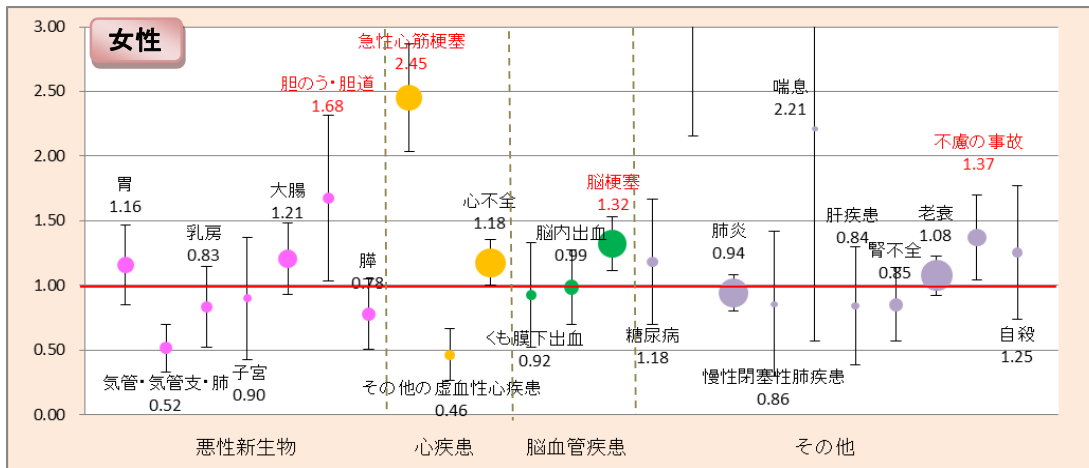 女性
3.00
2.50
2.00
1.50
1.00
0.50
0.00
胃
1.16
気管・気管支・肺
0.52
乳房
0.83
子宮
0.90
大腸
1.21
胆のう・胆道
1.68
膵
0.78
急性心筋梗塞
2.45
その他の虚血性心疾患
0.46
心不全
1.18
くも膜下出血
0.92
脳内出血
0.99
脳梗塞
1.32
糖尿病
1.18
肺炎
0.94
慢性閉塞性肺疾患
0.86
喘息
2.21
肝疾患
0.84
腎不全
0.85
老衰
1.08
不慮の事故
1.37
自殺
1.25
悪性新生物
心疾患
脳血管疾患
その他